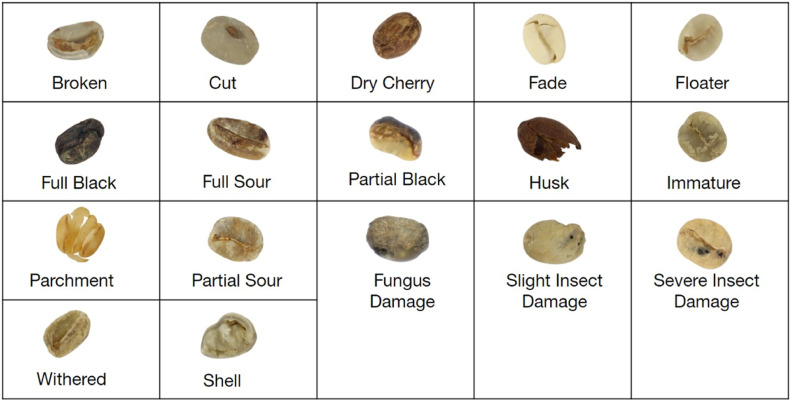 Broken
Cut
Dry Cherry
Fade
Floater
Full Black
Full Sour
Partial Black
Husk
Immature
Parchment
Partial Sour
Fungus
Damage
Slight Insect
Damage
Severe Insect
Damage
Withered
Shell